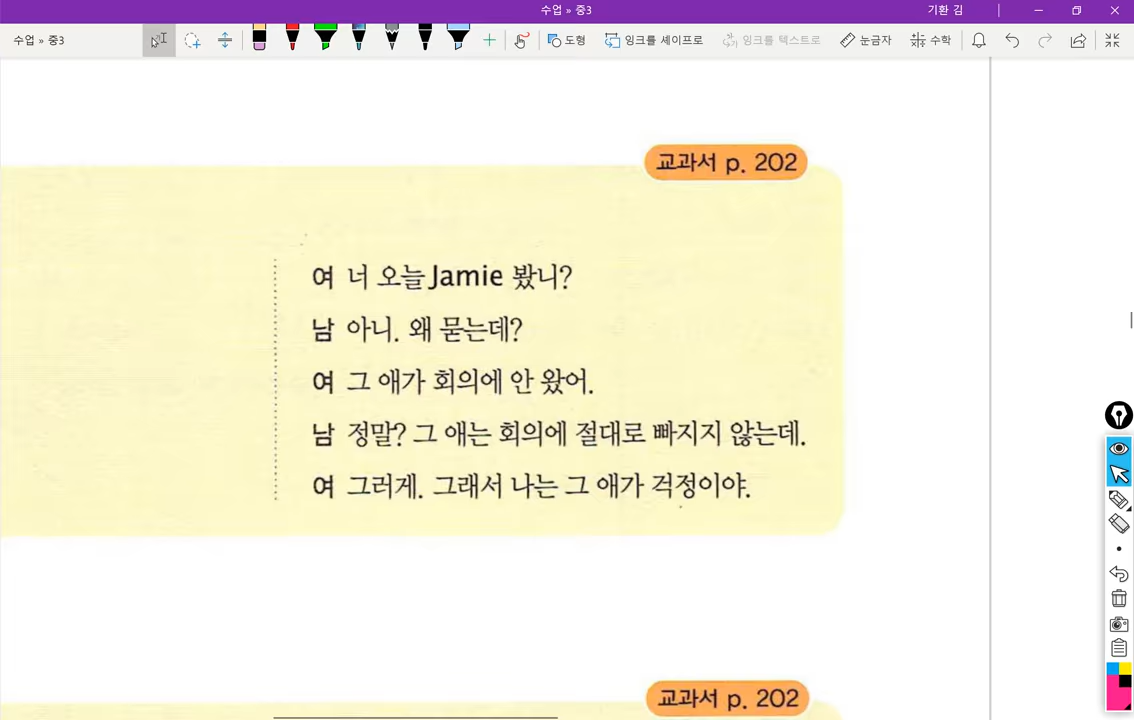 수업 » 중3
기환 김
수업 » 중3
도형
잉크를 셰이프로
잉크를 텍스트로
눈금자
수학
교과서 p. 202
여 너 오늘 Jamie 봤니?
남 아니. 왜 묻는데?
여 그 애가 회의에 안 왔어.
남 정말? 그 애는 회의에 절대로 빠지지 않는데.
여 그러게. 그래서 나는 그 애가 걱정이야.
교과서 p. 202